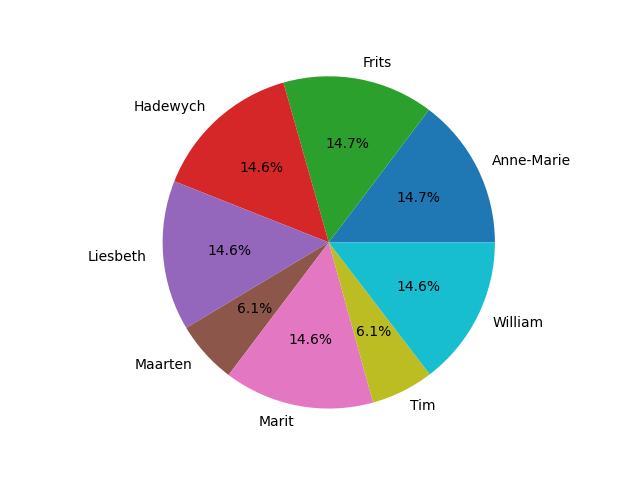 Frits
Hadewych
14.7%
Anne-Marie
14.6%
14.7%
Liesbeth
14.6%
14.6%
6.1%
William
14.6%
6.1%
Maarten
Tim
Marit